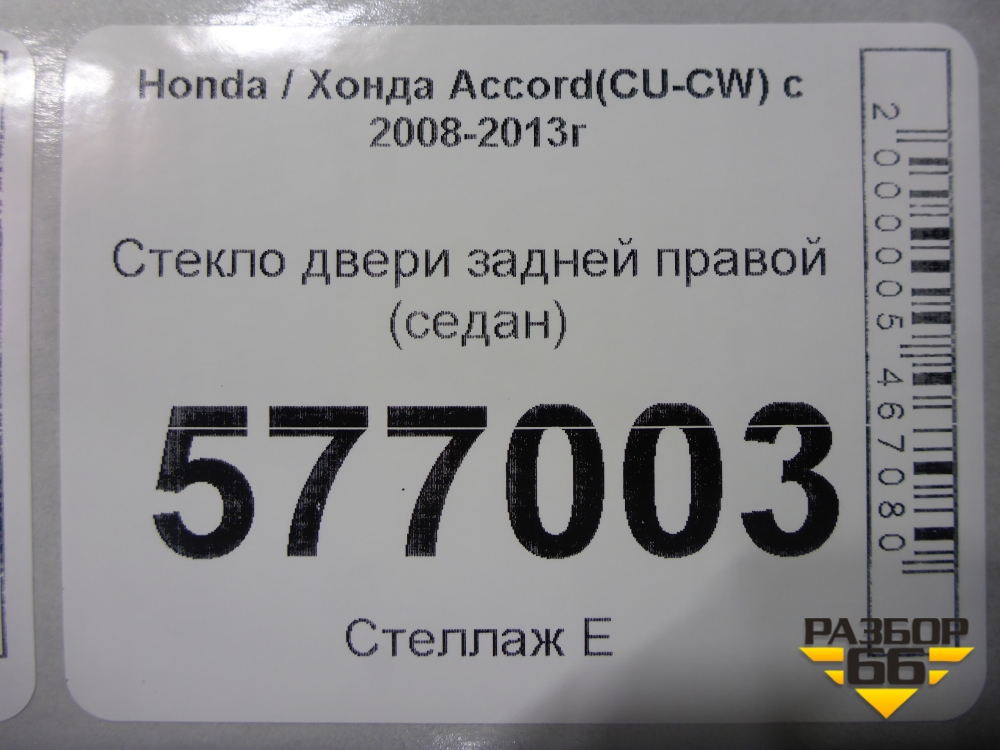 Honda / Хонда Accord(CU-CW) с
2008-2013г
Стекло двери задней правой
(седан)
577003
Стеллаж Е
2000005467080
РАЗБОР
66